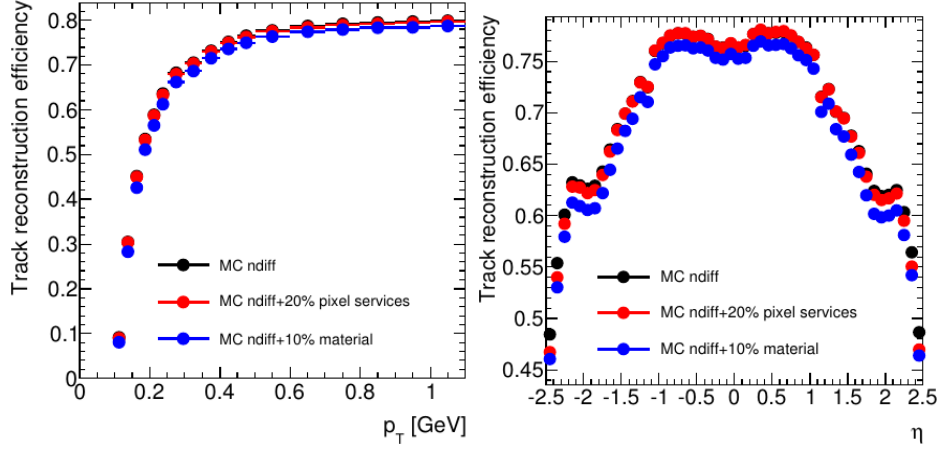 Track reconstruction efficiency
0.8
0.7
0.6
0.5
0.4
0.3
0.2
0.1
0
MC ndiff
MC ndiff+20% pixel services
MC ndiff+10% material
0 0.2 0.4 0.6 0.8 1
p_T [GeV]
Track reconstruction efficiency
0.75
0.7
0.65
0.6
0.55
0.5
0.45
MC ndiff
MC ndiff+20% pixel services
MC ndiff+10% material
-2.5 -2 -1.5 -1 -0.5 0 0.5 1 1.5 2 2.5
η